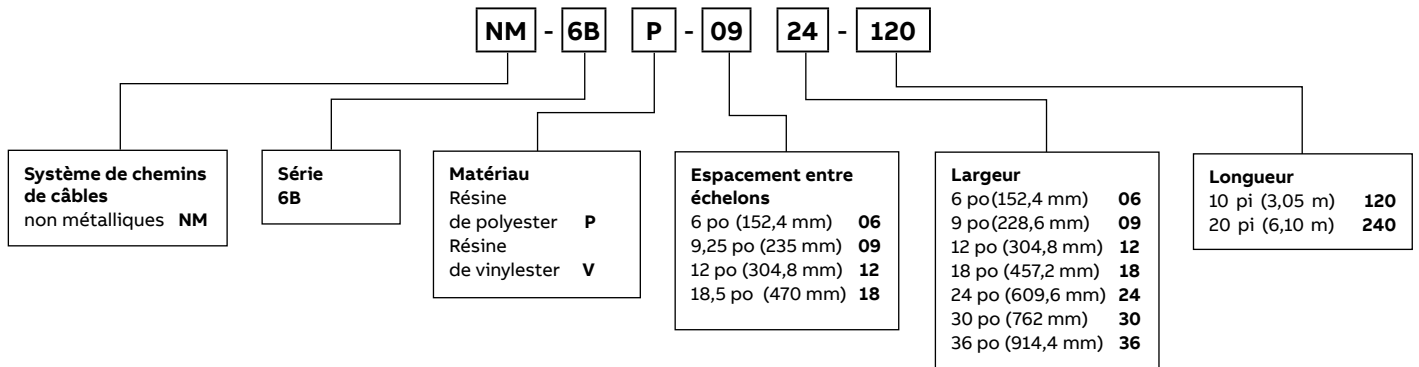 NM - 6B P - 09 24 - 120
Système de chemins
de câbles
non métalliques NM
Série
6B
Matériau
Résine
de polyester P
Résine
de vinylester V
Espacement entre
échelons
6 po (152,4 mm) 06
9,25 po (235 mm) 09
12 po (304,8 mm) 12
18,5 po (470 mm) 18
Largeur
6 po(152,4 mm) 06
9 po(228,6 mm) 09
12 po (304,8 mm) 12
18 po (457,2 mm) 18
24 po (609,6 mm) 24
30 po (762 mm) 30
36 po (914,4 mm) 36
Longueur
10 pi (3,05 m) 120
20 pi (6,10 m) 240